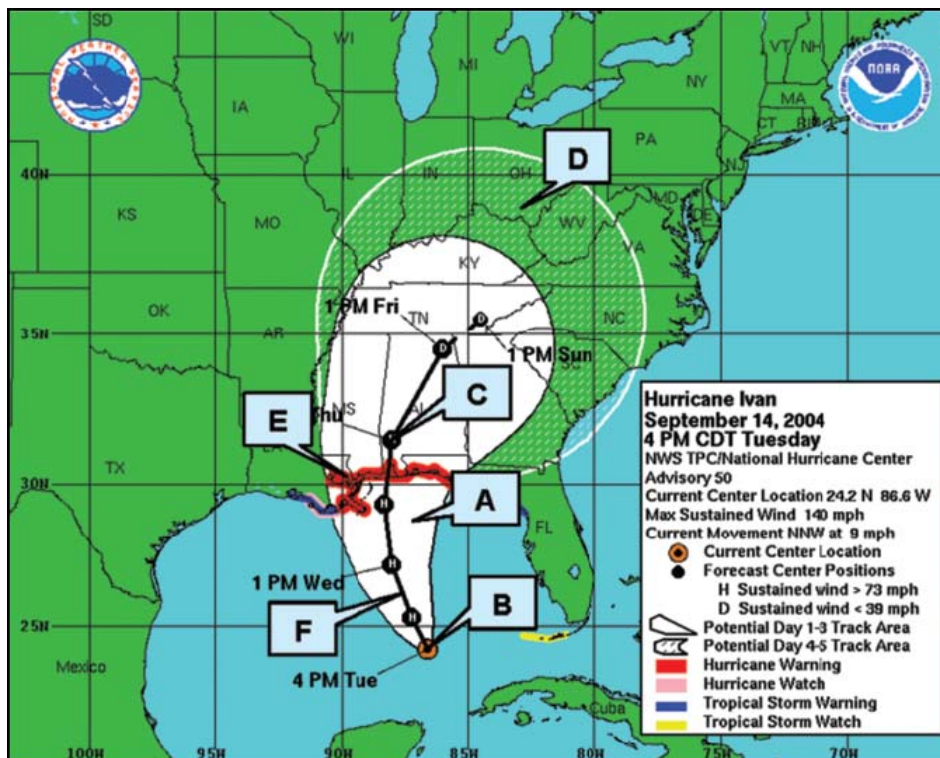 SD
WI
MI
VT
NH
NY
MA
CT
RI
IA
PA
NJ
40N
IL
IN
OH
D
MD
DE
KS
MO
WV
VA
KY
1 PM Fri
OK
AR
TN
D
NC
35N
D
1 PM Sun
SC
C
MS
AL
E
Thu
LA
TX
30N
A
H
FL
1 PM Wed
H
B
F
H
25N
4 PM Tue
Mexico
Cuba
100W
95W
90W
85W
80W
75W
70W
NATIONAL WEATHER SERVICE
NOAA
Hurricane Ivan
September 14, 2004
4 PM CDT Tuesday
NWS TPC/National Hurricane Center
Advisory 50
Current Center Location 24.2 N 86.6 W
Max Sustained Wind 140 mph
Current Movement NNW at 9 mph
Current Center Location
Forecast Center Positions
H Sustained wind > 73 mph
D Sustained wind < 39 mph
Potential Day 1-3 Track Area
Potential Day 4-5 Track Area
Hurricane Warning
Hurricane Watch
Tropical Storm Warning
Tropical Storm Watch